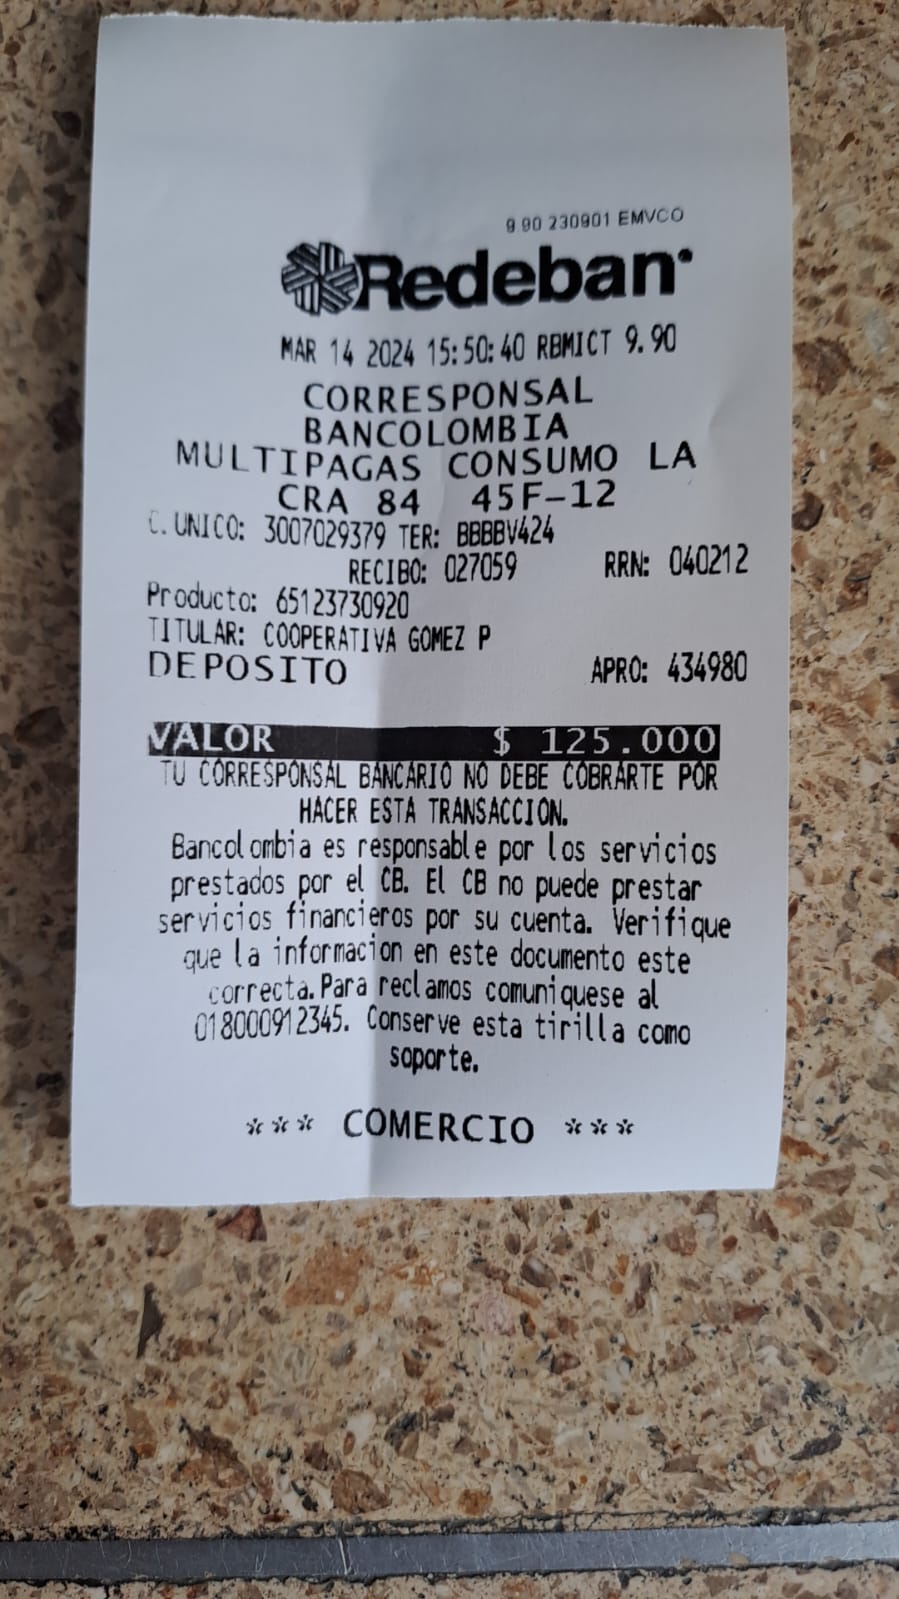 9.90 230901 EMVCO
Redeban
MAR 14 2024 15:50:40 RBMICT 9.90
CORRESPONSAL
BANCOLOMBIA
MULTIPAGAS CONSUMO LA
CRA 84 45F-12
C. UNICO: 3007029379 TER: BBBBV424
RECIBO: 027059 RRN: 040212
Producto: 65123730920
TITULAR: COOPERATIVA GOMEZ P
DEPOSITO APRO: 434980
VALOR $ 125.000
TU CORRESPONSAL BANCARIO NO DEBE COBRARTE POR
HACER ESTA TRANSACCION.
Bancolombia es responsable por los servicios
prestados por el CB. El CB no puede prestar
servicios financieros por su cuenta. Verifique
que la informacion en este documento este
correcta.Para reclamos comuniquese al
018000912345. Conserve esta tirilla como
soporte.
*** COMERCIO ***